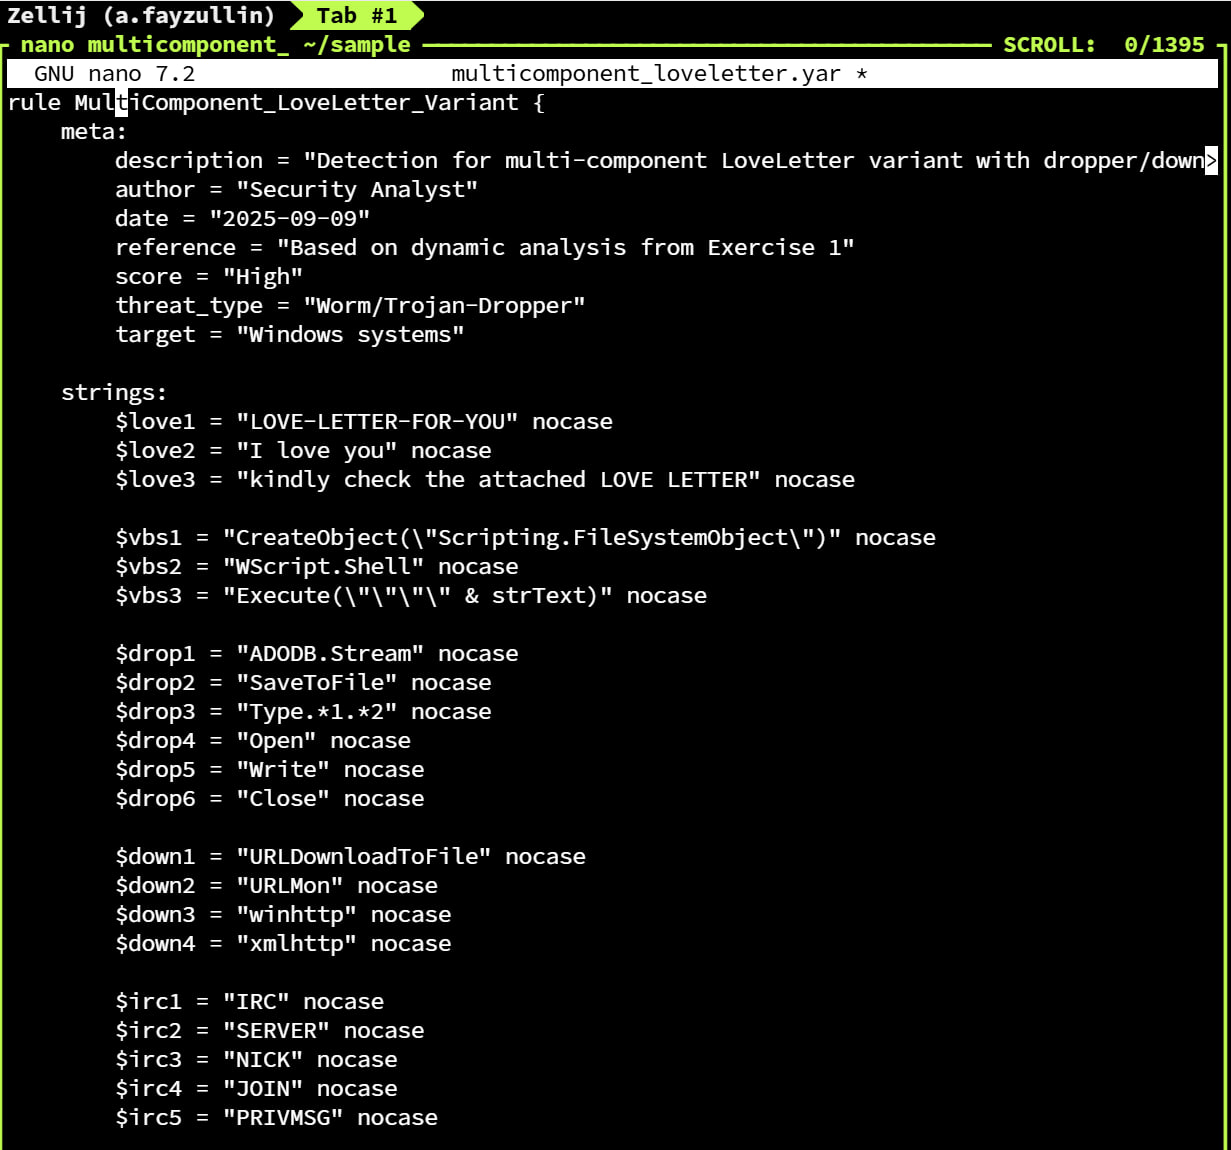 Zellij (a.fayzullin) Tab #1
nano multicomponent_ ~/sample SCROLL: 0/1395
GNU nano 7.2 multicomponent_loveletter.yar *
rule MultiComponent_LoveLetter_Variant {
    meta:
        description = "Detection for multi-component LoveLetter variant with dropper/down>
        author = "Security Analyst"
        date = "2025-09-09"
        reference = "Based on dynamic analysis from Exercise 1"
        score = "High"
        threat_type = "Worm/Trojan-Dropper"
        target = "Windows systems"

    strings:
        $love1 = "LOVE-LETTER-FOR-YOU" nocase
        $love2 = "I love you" nocase
        $love3 = "kindly check the attached LOVE LETTER" nocase

        $vbs1 = "CreateObject(\"Scripting.FileSystemObject\")" nocase
        $vbs2 = "WScript.Shell" nocase
        $vbs3 = "Execute(\"\"\"\" & strText)" nocase

        $drop1 = "ADODB.Stream" nocase
        $drop2 = "SaveToFile" nocase
        $drop3 = "Type.*1.*2" nocase
        $drop4 = "Open" nocase
        $drop5 = "Write" nocase
        $drop6 = "Close" nocase

        $down1 = "URLDownloadToFile" nocase
        $down2 = "URLMon" nocase
        $down3 = "winhttp" nocase
        $down4 = "xmlhttp" nocase

        $irc1 = "IRC" nocase
        $irc2 = "SERVER" nocase
        $irc3 = "NICK" nocase
        $irc4 = "JOIN" nocase
        $irc5 = "PRIVMSG" nocase